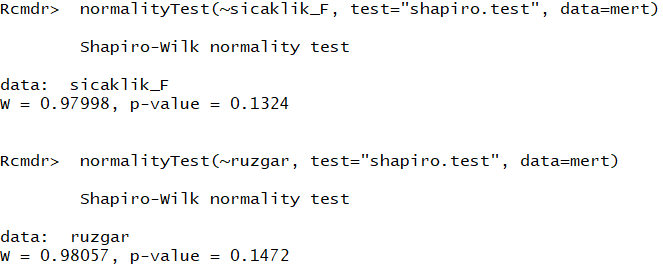 Rcmdr>  normalityTest(~sicaklik_F, test="shapiro.test", data=mert)
Shapiro-Wilk normality test
data:  sicaklik_F
W = 0.97998, p-value = 0.1324
Rcmdr>  normalityTest(~ruzgar, test="shapiro.test", data=mert)
Shapiro-Wilk normality test
data:  ruzgar
W = 0.98057, p-value = 0.1472